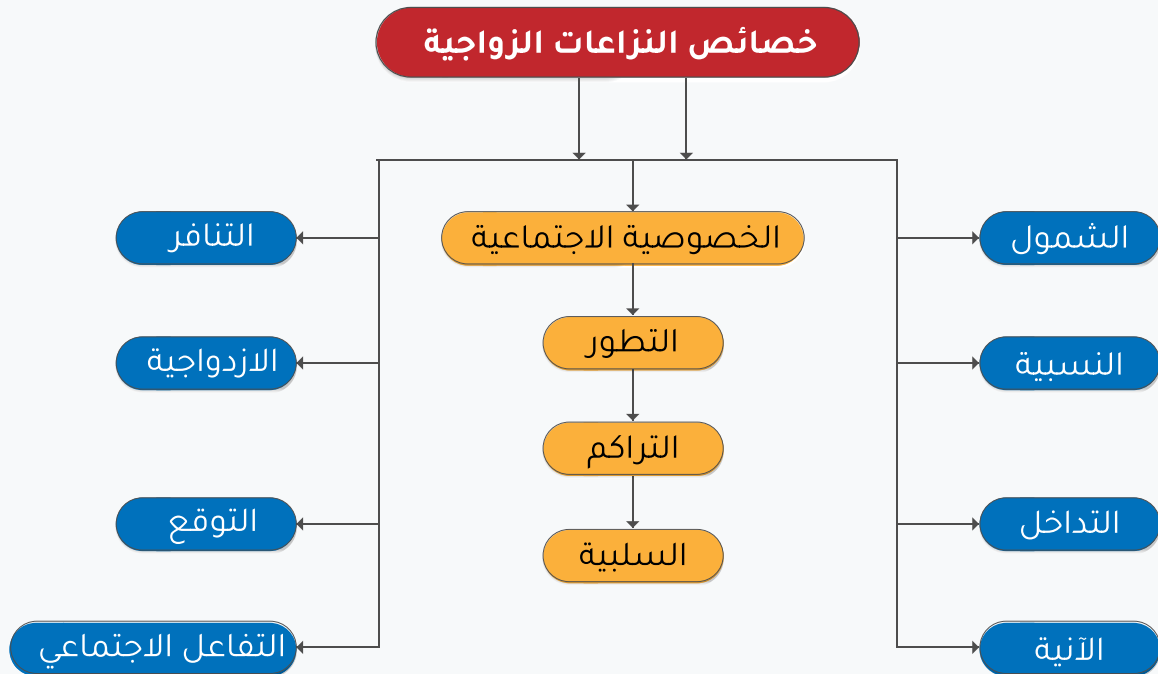 خصائص النزاعات الزواجية
الشمول
النسبية
التداخل
الآنية
الخصوصية الاجتماعية
التطور
التراكم
السلبية
التنافر
الازدواجية
التوقع
التفاعل الاجتماعي